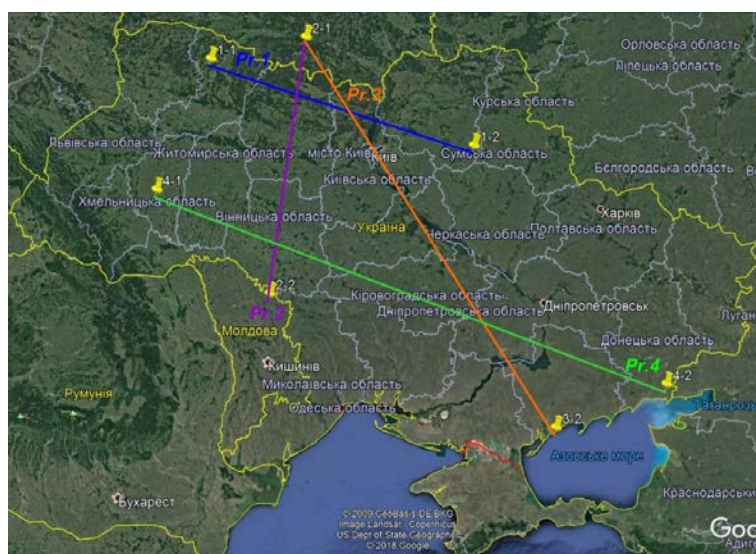 2-1
Орловська область
Ліпецька область
1-1
Pr.1
Pr.3
Курська область
1-2
Львівська область
Житомирська область
місто Київ
Київ
Сумська область
Бєлгородська область
4-1
Київська область
Хмельницька область
Вінницька область
Харків
Україна
Черкаська область
Полтавська область
2-2
Pr.2
Кіровоградська область
Дніпропетровськ
Дніпропетровська область
Молдова
Донецька область
Кишинів
Pr.4
4-2
Миколаївська область
Румунія
Одеська область
3-2
Азовське море
Краснодарський
Бухарест
© 2009 GeoBasis-DE/BKG
Image Landsat / Copernicus
US Dept of State Geographer
© 2018 Google